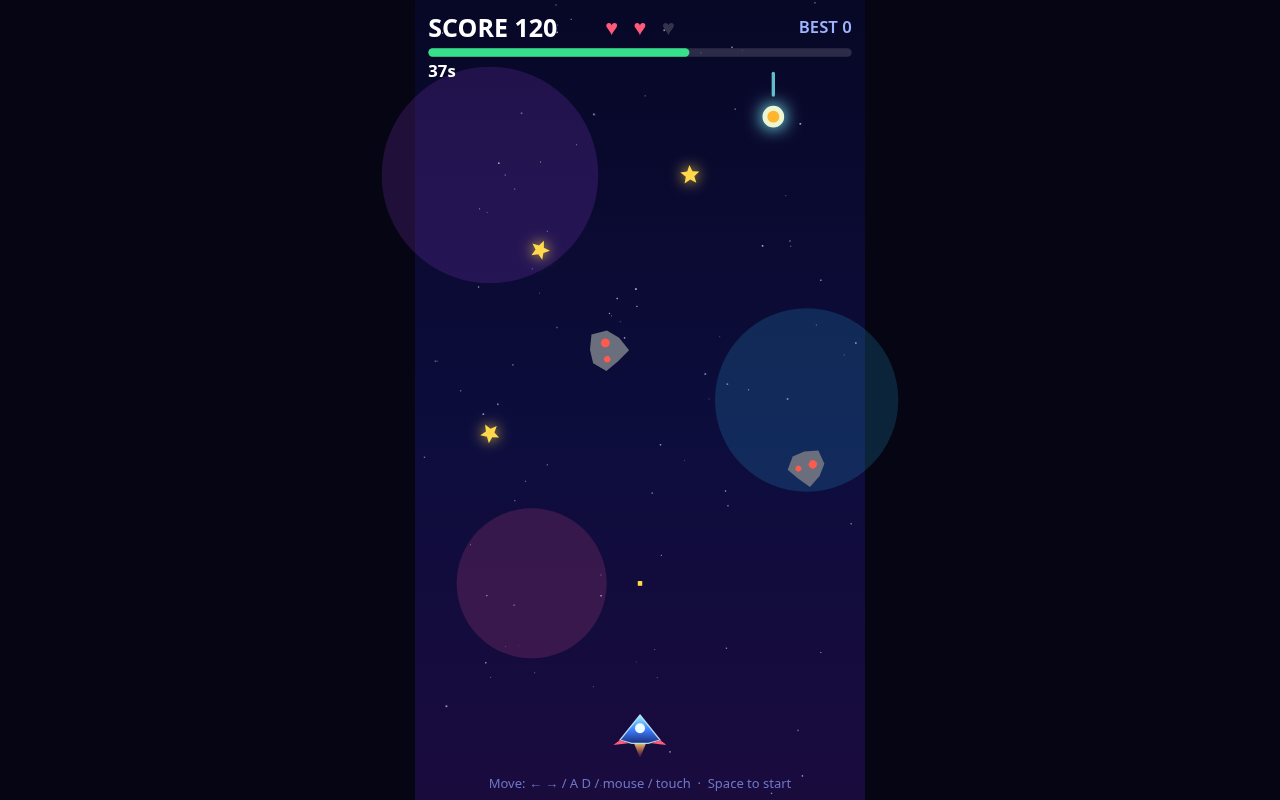 SCORE 120
BEST 0
37s
Move: ← → / A D / mouse / touch · Space to start